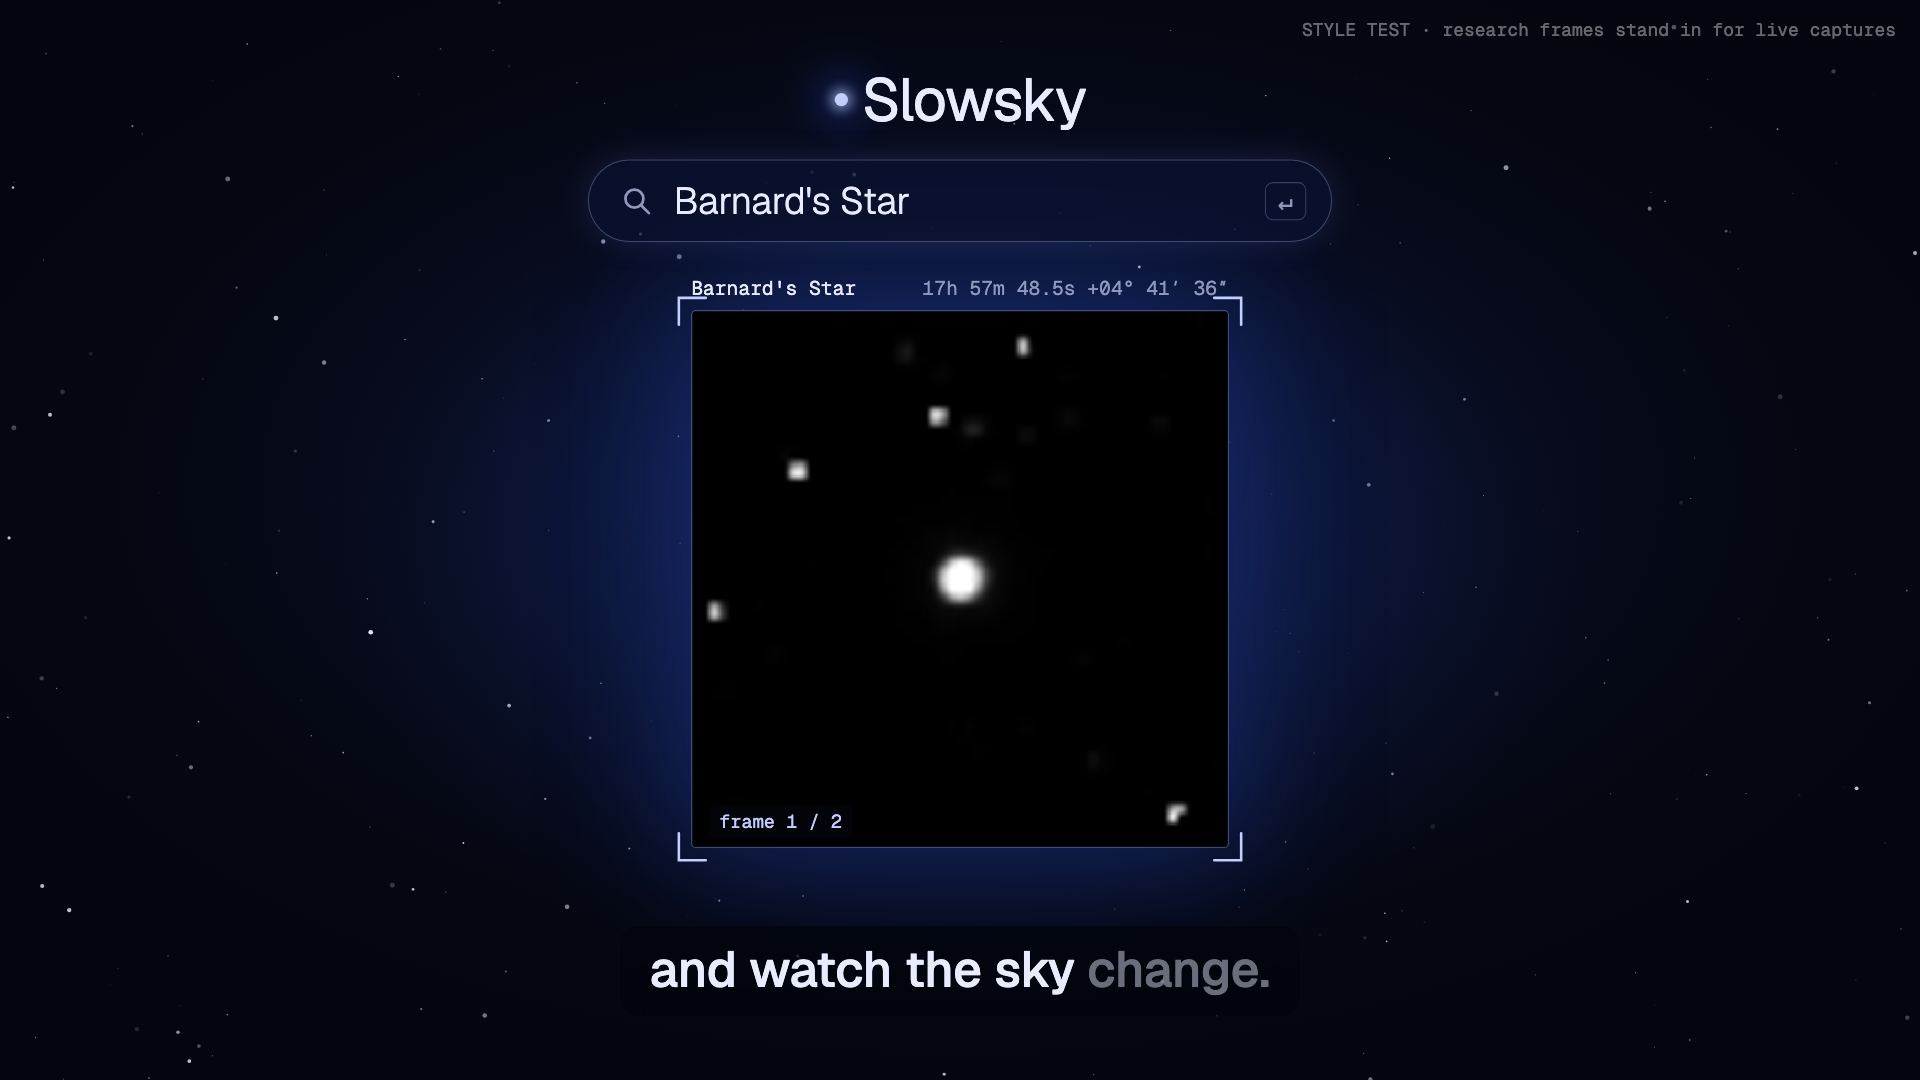 STYLE TEST · research frames stand-in for live captures
Slowsky
Barnard's Star
Barnard's Star 17h 57m 48.5s +04° 41′ 36″
frame 1 / 2
and watch the sky change.